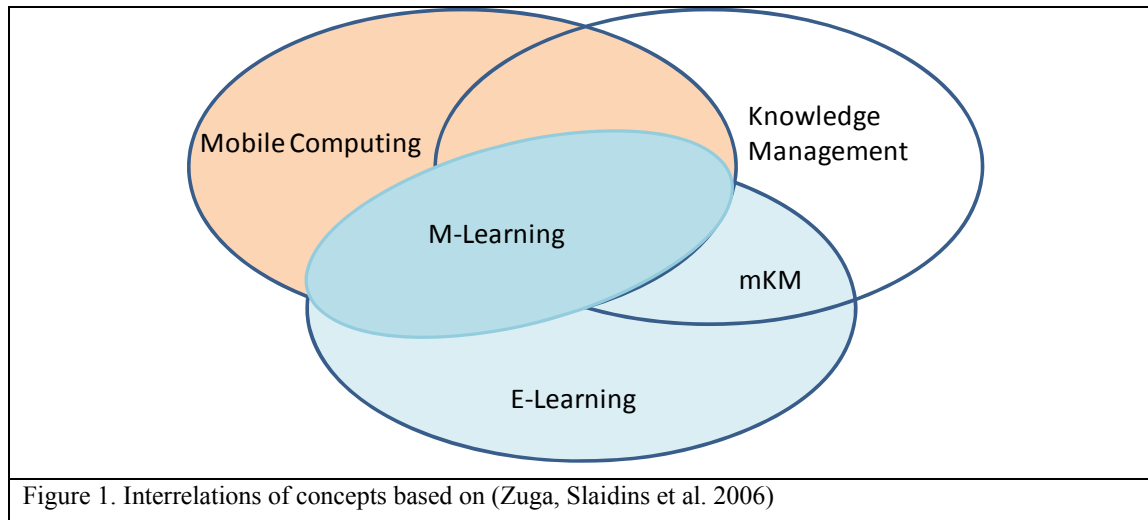 Mobile Computing
Knowledge
Management
M-Learning
mKM
E-Learning
Figure 1. Interrelations of concepts based on (Zuga, Slaidins et al. 2006)